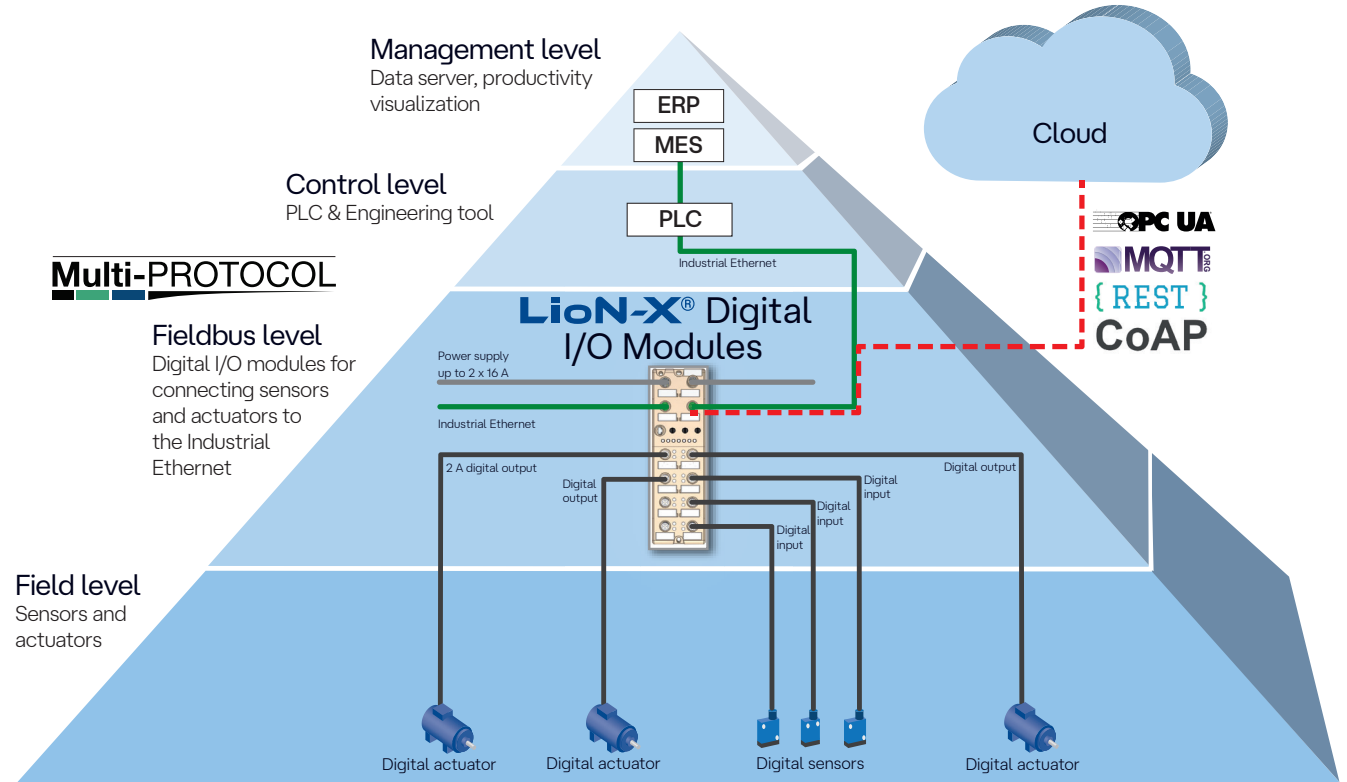 Management level
Data server, productivity
visualization
ERP
MES
Cloud
Control level
PLC & Engineering tool
PLC
Industrial Ethernet
OPC UA
MQTT.ORG
{ REST }
CoAP
Multi-PROTOCOL
Fieldbus level
Digital I/O modules for
connecting sensors
and actuators to
the Industrial
Ethernet
LioN-X® Digital
I/O Modules
Power supply
up to 2 x 16 A
Industrial Ethernet
2 A digital output
Digital
output
Digital output
Digital
input
Digital
input
Digital
input
Field level
Sensors and
actuators
Digital actuator
Digital actuator
Digital sensors
Digital actuator